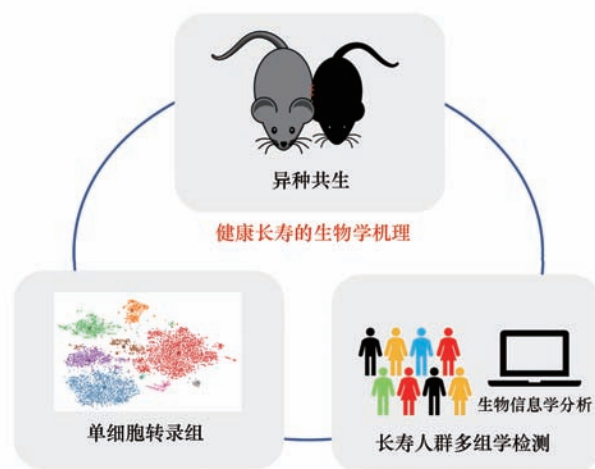 异种共生
健康长寿的生物学机理
单细胞转录组
生物信息学分析
长寿人群多组学检测